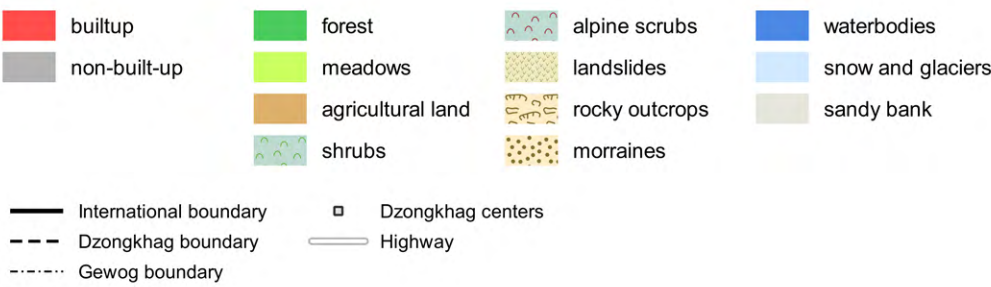 builtup forest alpine scrubs waterbodies
non-built-up meadows landslides snow and glaciers
agricultural land rocky outcrops sandy bank
shrubs morraines
International boundary Dzongkhag centers
Dzongkhag boundary Highway
Gewog boundary